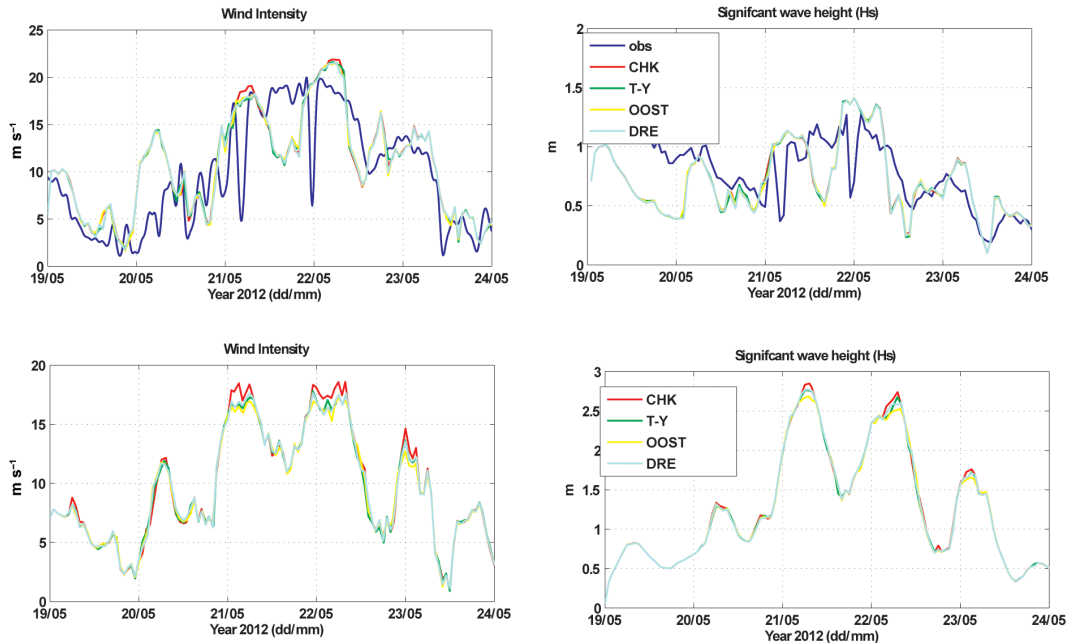 Wind Intensity
25
20
15
10
5
0
m s⁻¹
19/05 20/05 21/05 22/05 23/05 24/05
Year 2012 (dd/mm)
Signifcant wave height (Hs)
2
1.5
1
0.5
0
m
obs
CHK
T-Y
OOST
DRE
19/05 20/05 21/05 22/05 23/05 24/05
Year 2012 (dd/mm)
Wind Intensity
20
15
10
5
0
m s⁻¹
19/05 20/05 21/05 22/05 23/05 24/05
Year 2012 (dd/mm)
Signifcant wave height (Hs)
3
2.5
2
1.5
1
0.5
0
m
CHK
T-Y
OOST
DRE
19/05 20/05 21/05 22/05 23/05 24/05
Year 2012 (dd/mm)